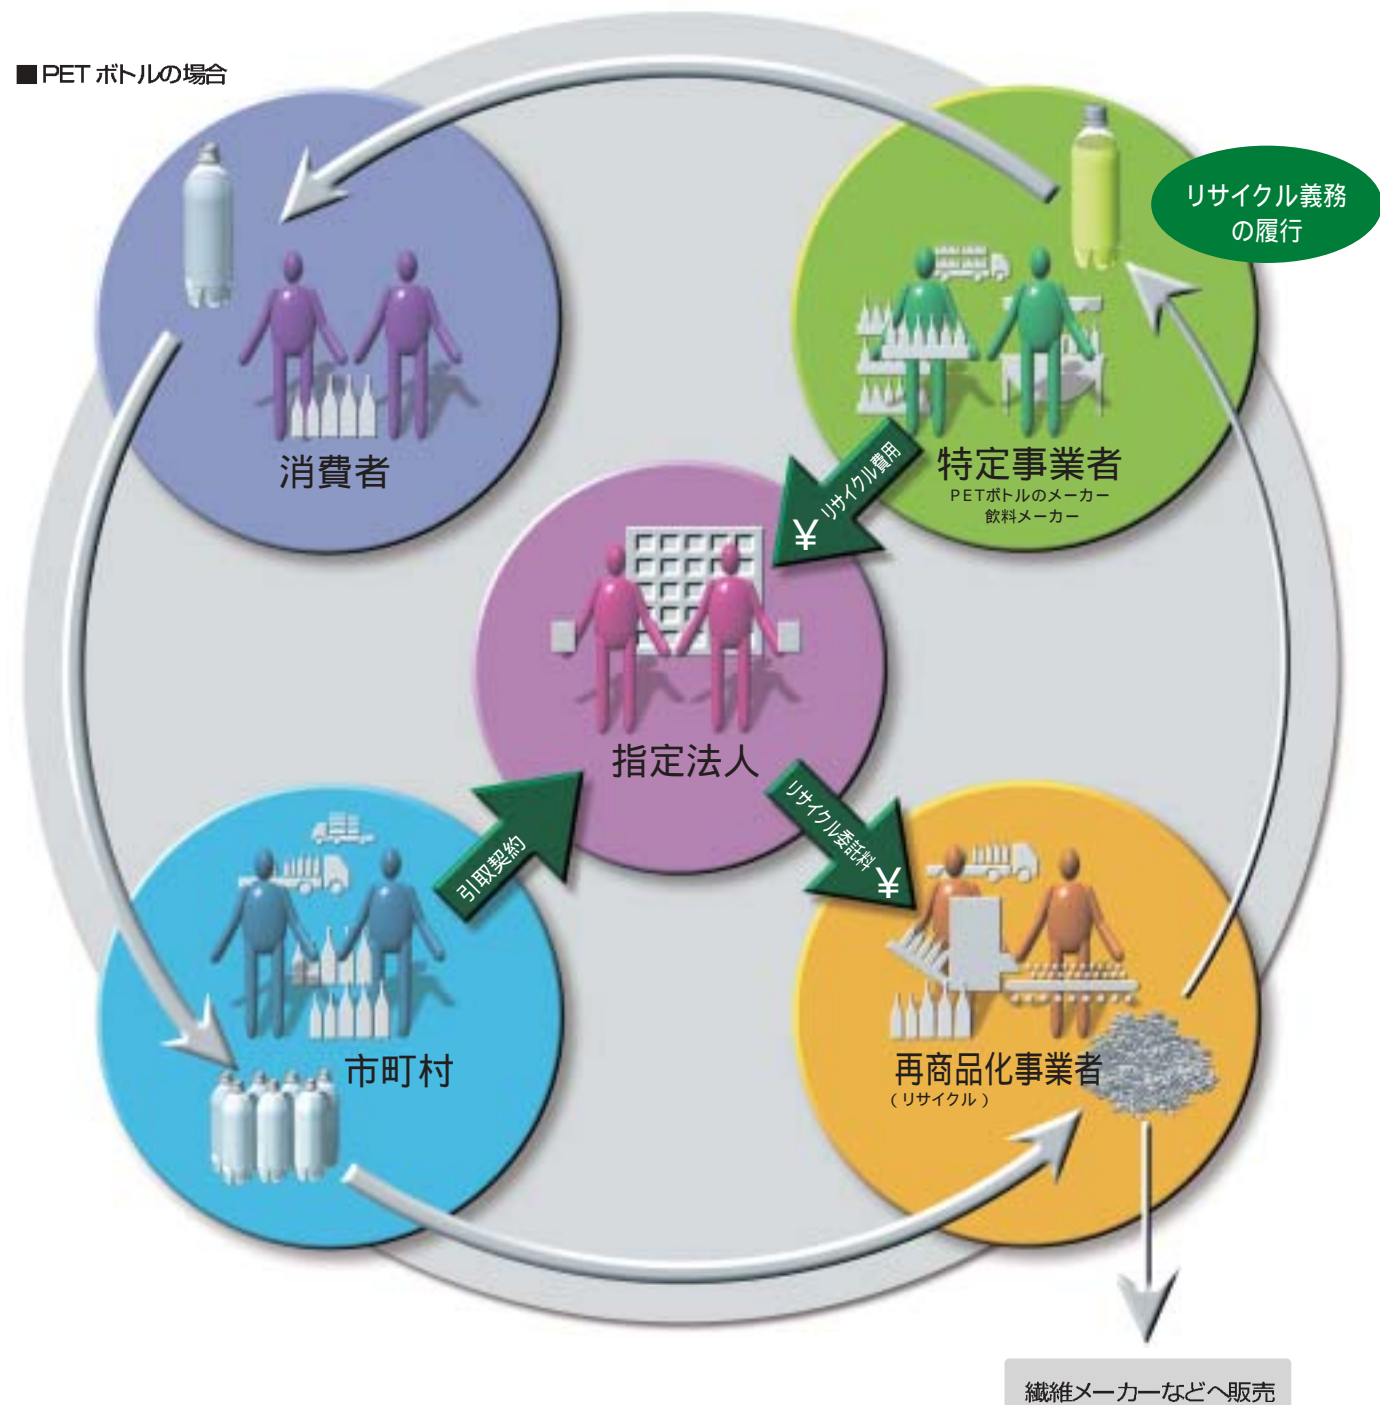 ■PETボトルの場合
リサイクル義務
の履行
消費者
特定事業者
PETボトルのメーカー
飲料メーカー
¥ リサイクル費用
指定法人
引取契約
リサイクル委託料 ¥
市町村
再商品化事業者
(リサイクル)
繊維メーカーなどへ販売